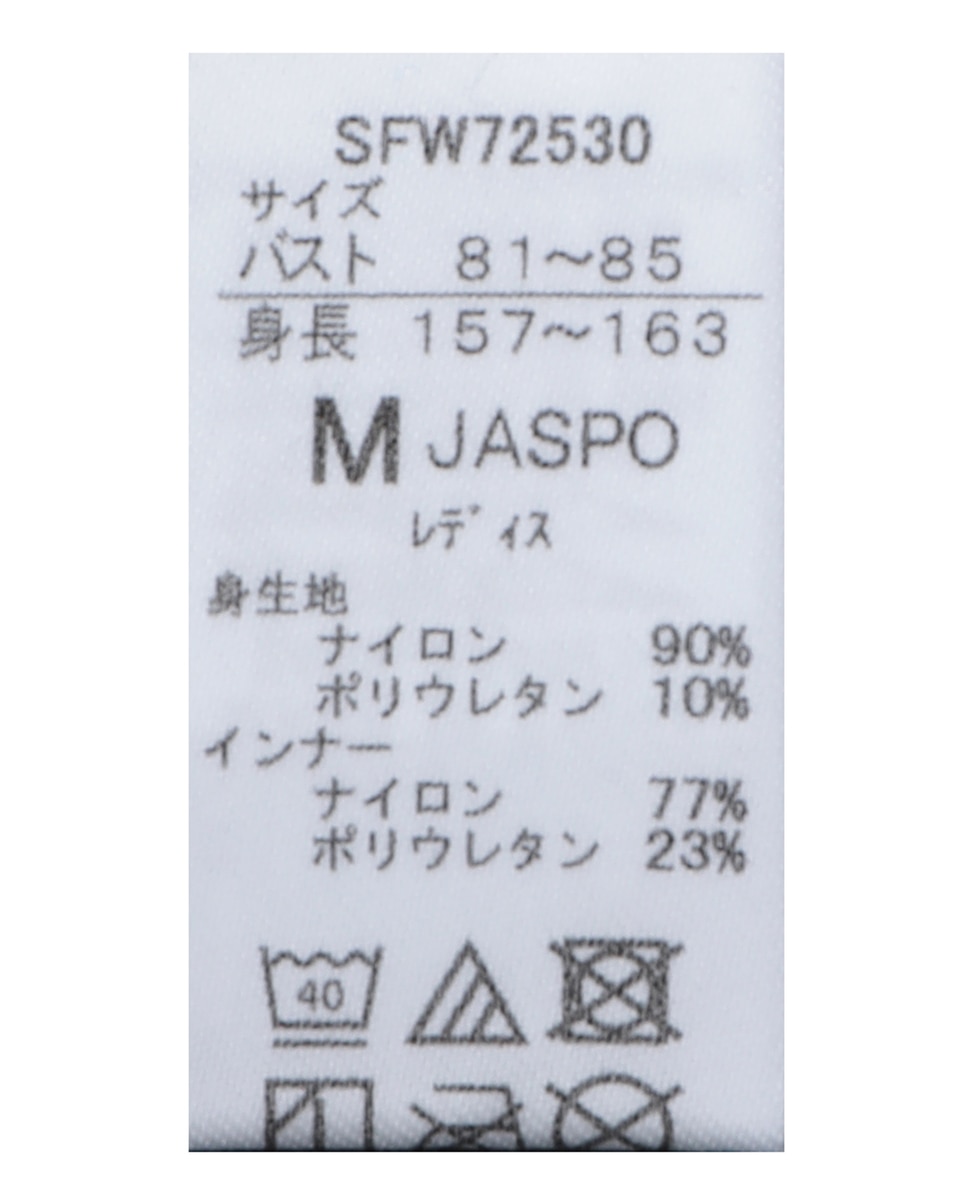 SFW72530
サイズ
バスト 81～85
身長 157～163
M JASPO
ﾚﾃﾞｨｽ
身生地
ナイロン 90%
ポリウレタン 10%
インナー
ナイロン 77%
ポリウレタン 23%
40